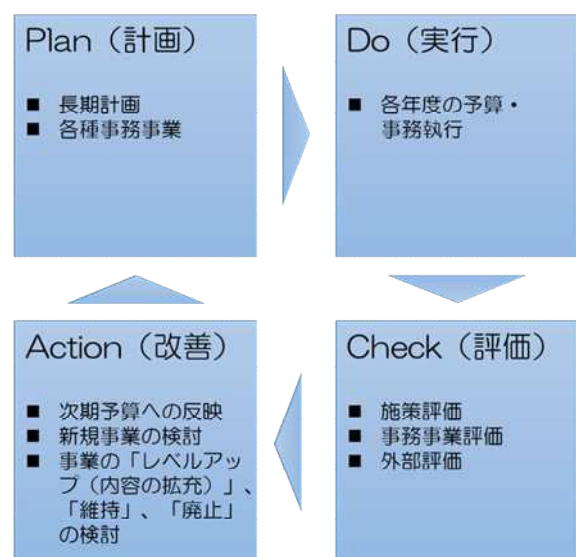 Plan（計画）
■ 長期計画
■ 各種事務事業
Do（実行）
■ 各年度の予算・
事務執行
Action（改善）
■ 次期予算への反映
■ 新規事業の検討
■ 事業の「レベルアッ
プ（内容の拡充）」、
「維持」、「廃止」
の検討
Check（評価）
■ 施策評価
■ 事務事業評価
■ 外部評価